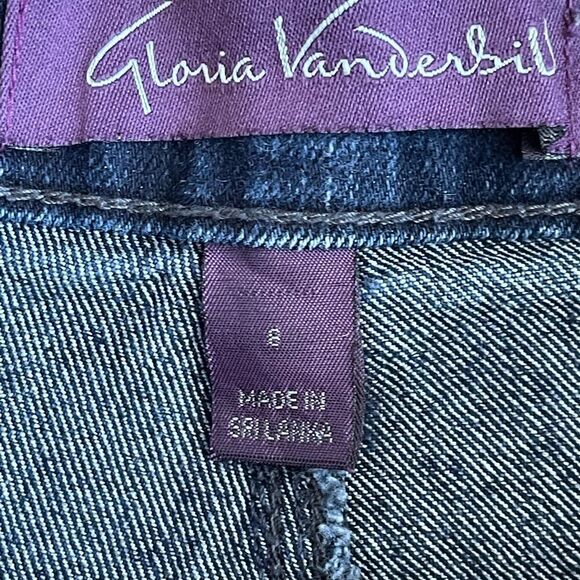 Gloria Vanderbilt
8
MADE IN
SRI LANKA